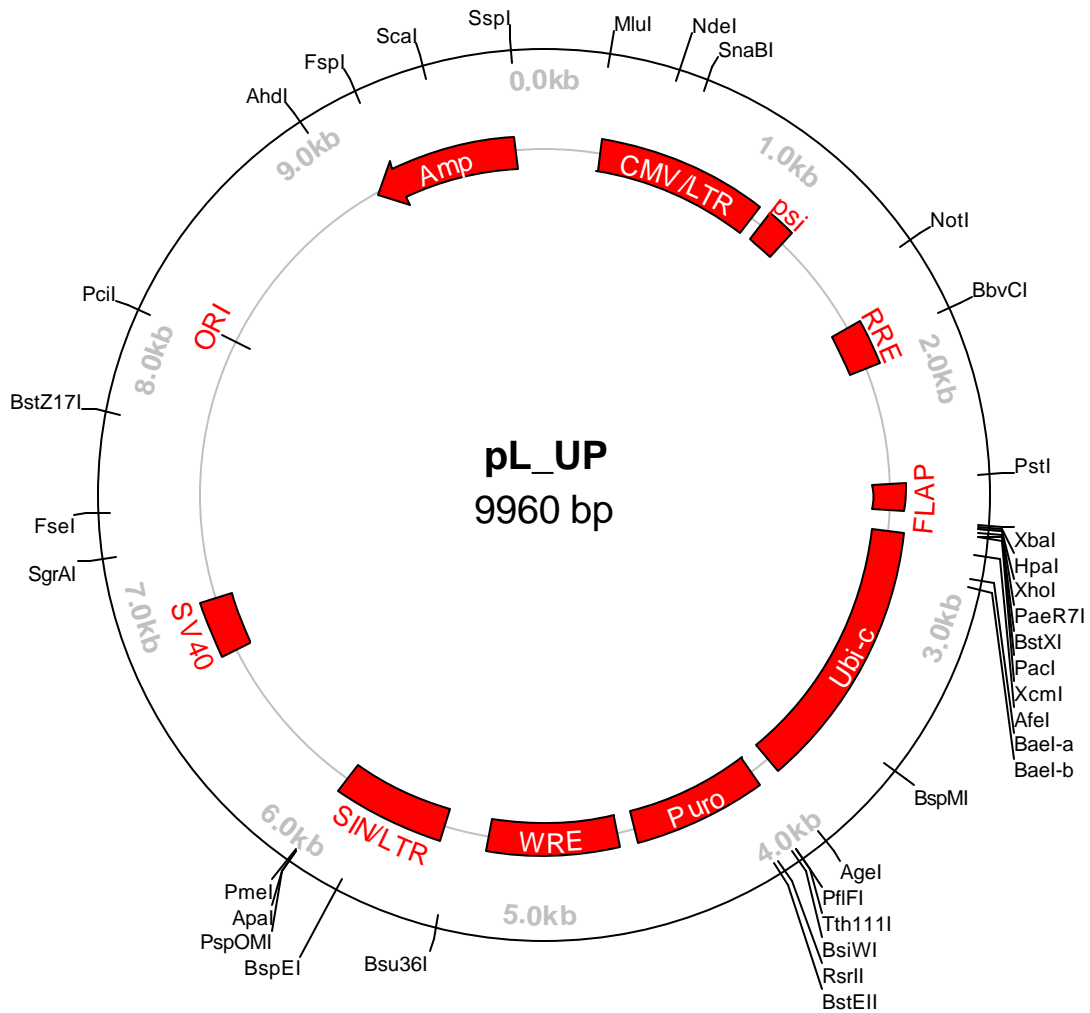 SspI
MluI
NdeI
SnaBI
ScaI
FspI
AhdI
0.0kb
9.0kb
1.0kb
Amp
CMV/LTR
psi
NotI
BbvCI
PciI
ORI
RRE
8.0kb
2.0kb
BstZ17I
pL_UP
9960 bp
PstI
FLAP
FseI
SgrAI
XbaI
HpaI
XhoI
PaeR7I
BstXI
PacI
XcmI
AfeI
BaeI-a
BaeI-b
7.0kb
3.0kb
SV40
Ubi-c
BspMI
Puro
WRE
SIN/LTR
6.0kb
4.0kb
5.0kb
AgeI
PflFI
Tth111I
BsiWI
RsrII
BstEII
PmeI
ApaI
PspOMI
BspEI
Bsu36I